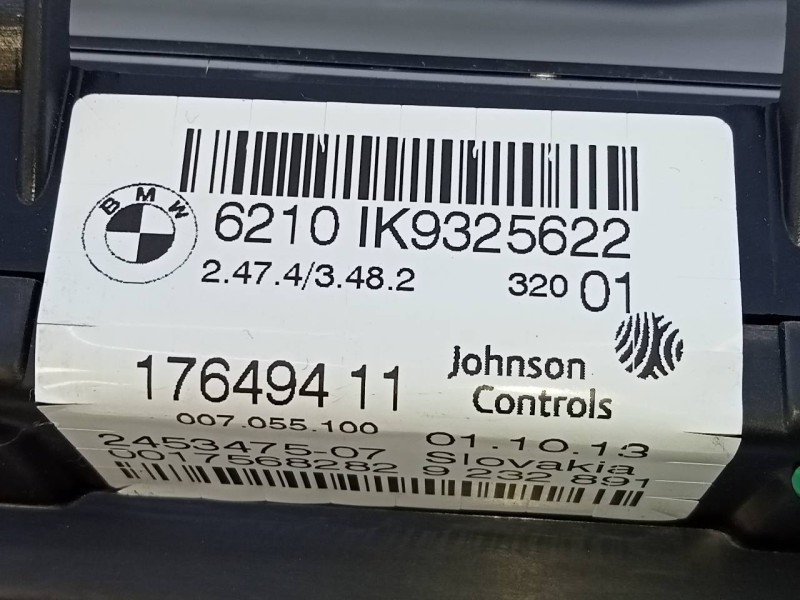 BMW
6210 IK9325622
2.47.4/3.48.2 320 01
176494 11 Johnson
Controls
007.055.100
2453475-07 01.10.13
0017568282 Slovakia
9 232 891